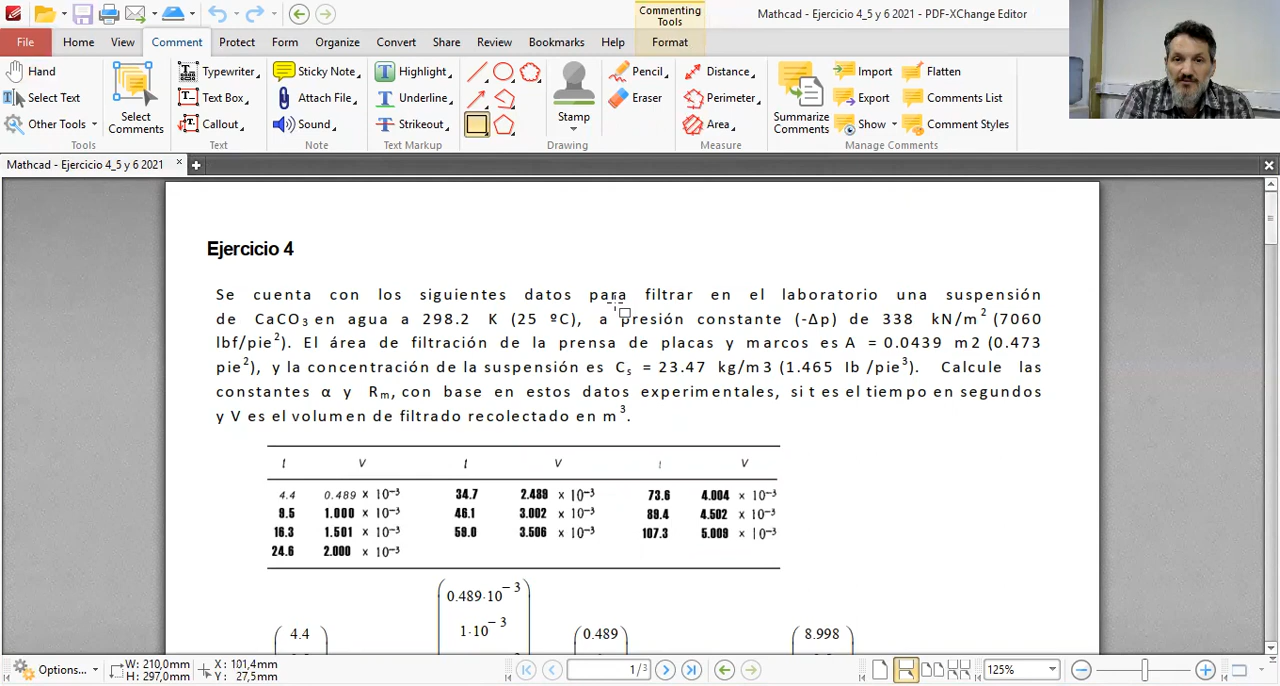 Commenting
Tools
Mathcad - Ejercicio 4_5 y 6 2021 - PDF-XChange Editor
File Home View Comment Protect Form Organize Convert Share Review Bookmarks Help Format
Hand
Select Text
Other Tools
Select
Comments
Tools
Typewriter
Text Box
Callout
Text
Sticky Note
Attach File
Sound
Note
Highlight
Underline
Strikeout
Text Markup
Drawing
Pencil
Eraser
Stamp
Distance
Perimeter
Area
Measure
Summarize
Comments
Import
Export
Show
Flatten
Comments List
Comment Styles
Manage Comments
Mathcad - Ejercicio 4_5 y 6 2021
Ejercicio 4
Se cuenta con los siguientes datos para filtrar en el laboratorio una suspensión
de CaCO3 en agua a 298.2 K (25 ºC), a presión constante (-Δp) de 338 kN/m2 (7060
lbf/pie2). El área de filtración de la prensa de placas y marcos es A = 0.0439 m2 (0.473
pie2), y la concentración de la suspensión es Cs = 23.47 kg/m3 (1.465 lb /pie3). Calcule las
constantes α y Rm, con base en estos datos experimentales, si t es el tiempo en segundos
y V es el volumen de filtrado recolectado en m3.
t V t V t V
4.4 0.489 × 10−3 34.7 2.489 × 10−3 73.6 4.004 × 10−3
9.5 1.000 × 10−3 46.1 3.002 × 10−3 89.4 4.502 × 10−3
16.3 1.501 × 10−3 59.0 3.506 × 10−3 107.3 5.009 × 10−3
24.6 2.000 × 10−3
0.489·10−3
1·10−3
4.4 0.489 8.998
Options...
W: 210,0mm
H: 297,0mm
X: 101,4mm
Y: 27,5mm
1/3
125%